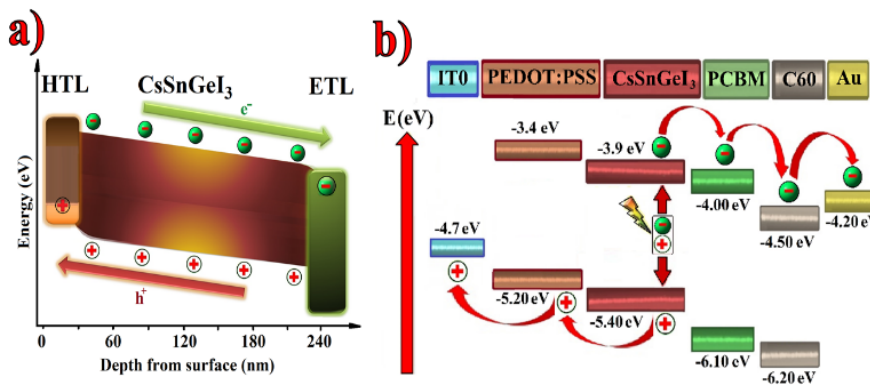 a)
HTL CsSnGeI₃ ETL
e⁻
h⁺
Energy (eV)
0 60 120 180 240
Depth from surface (nm)
b)
IT0 PEDOT:PSS CsSnGeI₃ PCBM C60 Au
E(eV)
-3.4 eV
-3.9 eV
-4.00 eV
-4.50 eV
-4.20 eV
-4.7 eV
-5.20 eV
-5.40 eV
-6.10 eV
-6.20 eV